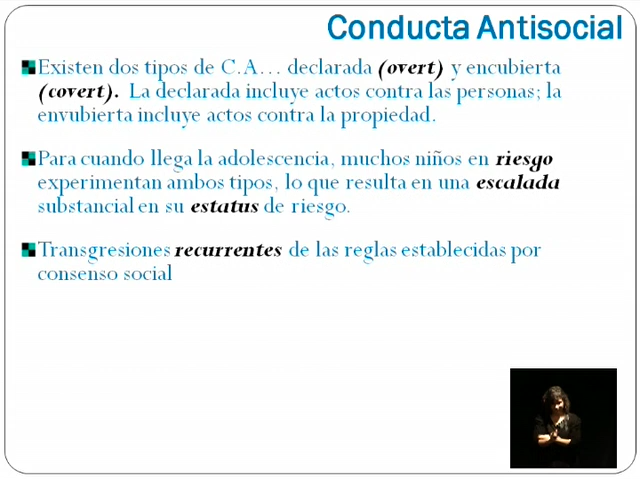 Conducta Antisocial
Existen dos tipos de C.A… declarada (overt) y encubierta
(covert). La declarada incluye actos contra las personas; la
envubierta incluye actos contra la propiedad.
Para cuando llega la adolescencia, muchos niños en riesgo
experimentan ambos tipos, lo que resulta en una escalada
substancial en su estatus de riesgo.
Transgresiones recurrentes de las reglas establecidas por
consenso social